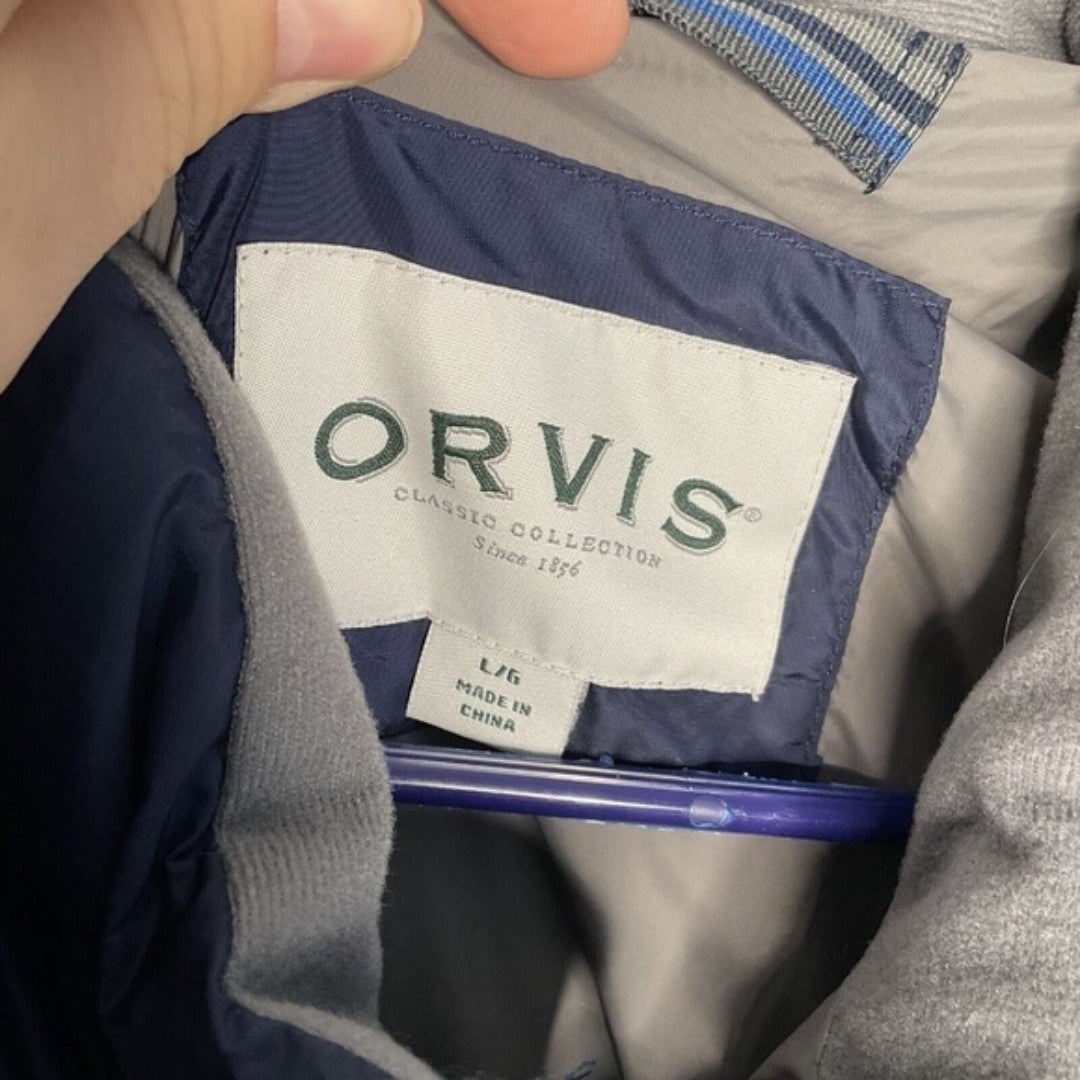 ORVIS®
CLASSIC COLLECTION
Since 1856
L/G
MADE IN
CHINA